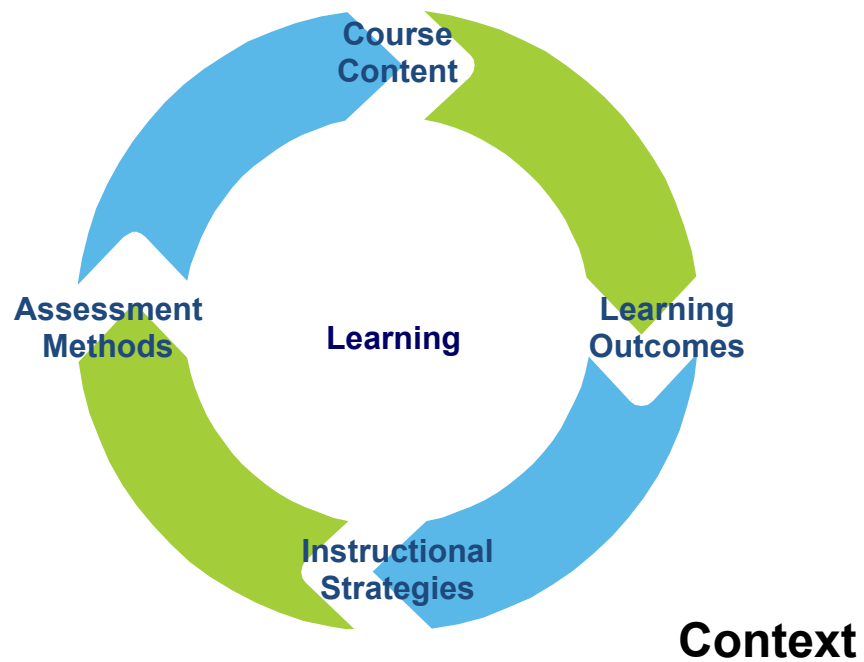 Course
Content
Assessment
Methods
Learning
Learning
Outcomes
Instructional
Strategies
Context